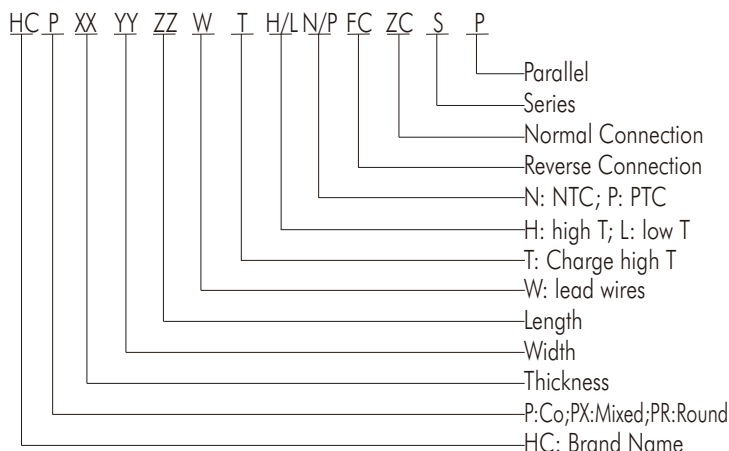 HC P XX YY ZZ W T H/L N/P FC ZC S P
Parallel
Series
Normal Connection
Reverse Connection
N: NTC; P: PTC
H: high T; L: low T
T: Charge high T
W: lead wires
Length
Width
Thickness
P:Co;PX:Mixed;PR:Round
HC: Brand Name